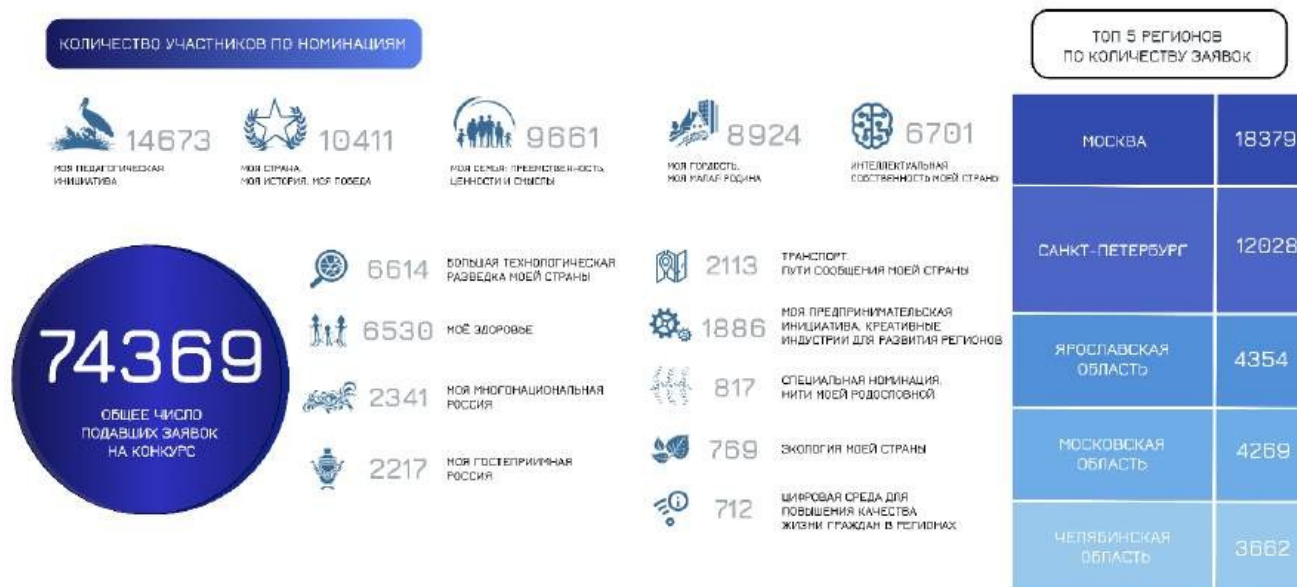 КОЛИЧЕСТВО УЧАСТНИКОВ ПО НОМИНАЦИЯМ
14673
МОЯ ПЕДАГОГИЧЕСКАЯ
ИНИЦИАТИВА
10411
МОЯ СТРАНА,
МОЯ ИСТОРИЯ, МОЯ ПОБЕДА
9661
МОЯ СЕМЬЯ: ПРЕЕМСТВЕННОСТЬ,
ЦЕННОСТИ И СМЫСЛЫ
8924
МОЯ ГОРДОСТЬ,
МОЯ МАЛАЯ РОДИНА
6701
ИНТЕЛЛЕКТУАЛЬНАЯ
СОБСТВЕННОСТЬ МОЕЙ СТРАНЫ
74369
ОБЩЕЕ ЧИСЛО
ПОДАВШИХ ЗАЯВОК
НА КОНКУРС
6614
БОЛЬШАЯ ТЕХНОЛОГИЧЕСКАЯ
РАЗВЕДКА МОЕЙ СТРАНЫ
6530
МОЁ ЗДОРОВЬЕ
2341
МОЯ МНОГОНАЦИОНАЛЬНАЯ
РОССИЯ
2217
МОЯ ГОСТЕПРИИМНАЯ
РОССИЯ
2113
ТРАНСПОРТ.
ПУТИ СООБЩЕНИЯ МОЕЙ СТРАНЫ
1886
МОЯ ПРЕДПРИНИМАТЕЛЬСКАЯ
ИНИЦИАТИВА, КРЕАТИВНЫЕ
ИНДУСТРИИ ДЛЯ РАЗВИТИЯ РЕГИОНОВ
817
СПЕЦИАЛЬНАЯ НОМИНАЦИЯ.
НИТИ МОЕЙ РОДОСЛОВНОЙ
769
ЭКОЛОГИЯ МОЕЙ СТРАНЫ
712
ЦИФРОВАЯ СРЕДА ДЛЯ
ПОВЫШЕНИЯ КАЧЕСТВА
ЖИЗНИ ГРАЖДАН В РЕГИОНАХ
ТОП 5 РЕГИОНОВ
ПО КОЛИЧЕСТВУ ЗАЯВОК
МОСКВА 18379
САНКТ-ПЕТЕРБУРГ 12028
ЯРОСЛАВСКАЯ
ОБЛАСТЬ 4354
МОСКОВСКАЯ
ОБЛАСТЬ 4269
ЧЕЛЯБИНСКАЯ
ОБЛАСТЬ 3662